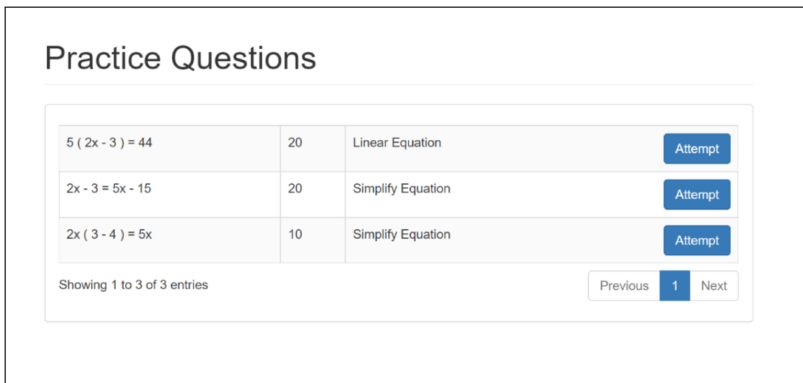 Practice Questions
5 ( 2x - 3 ) = 44 20 Linear Equation Attempt
2x - 3 = 5x - 15 20 Simplify Equation Attempt
2x ( 3 - 4 ) = 5x 10 Simplify Equation Attempt
Showing 1 to 3 of 3 entries Previous 1 Next